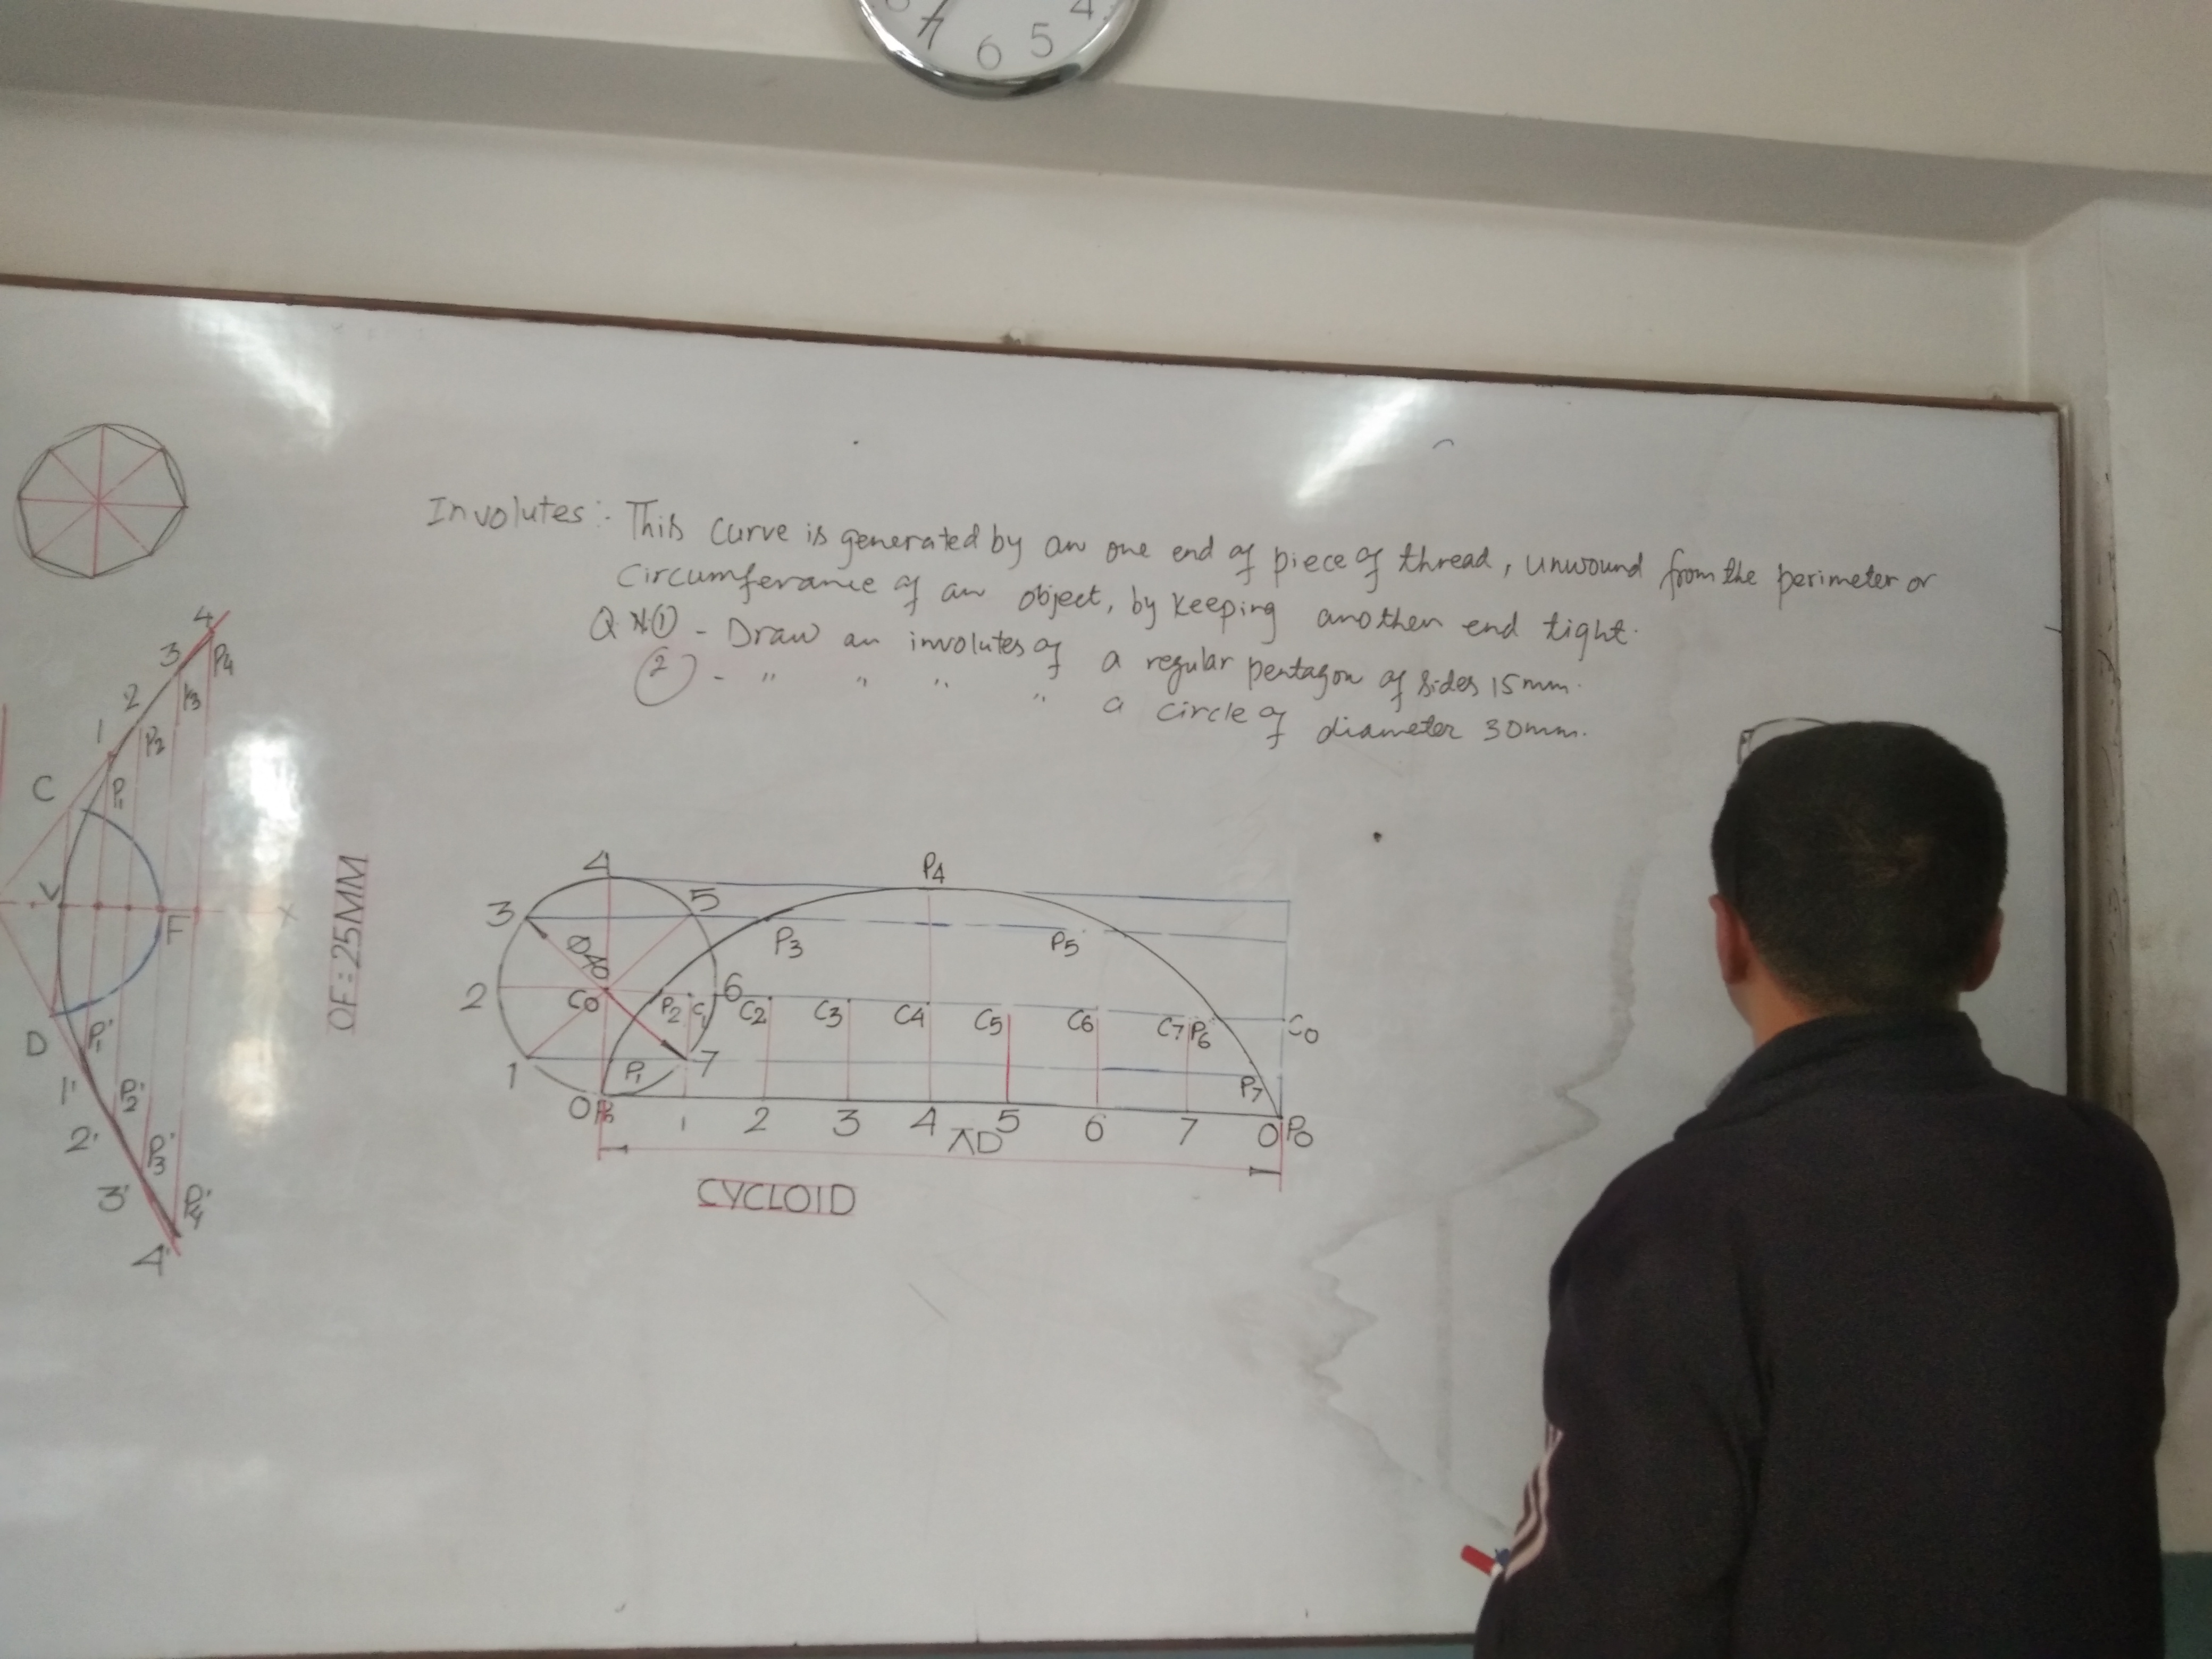 7 6 5 4
Involutes:- This curve is generated by an one end of piece of thread, unwound from the perimeter or
circumferance of an object, by keeping anothen end tight.
Q N ① - Draw an involutes of a regular pentagon of sides 15mm.
② - " " " " a circle of diameter 30mm.
4
3 P4
2 P3
1 P2
C P1
V F X
D P1'
1' P2'
2' P3'
3' P4'
4'
OF: 25MM
4 P4
3 5
Ø40 P3 P5
2 C0 P2 C1 6 C2 C3 C4 C5 C6 C7 P6 C0
1 P1 7 P7
0 P0 1 2 3 4 5 6 7 0 P0
πD
CYCLOID